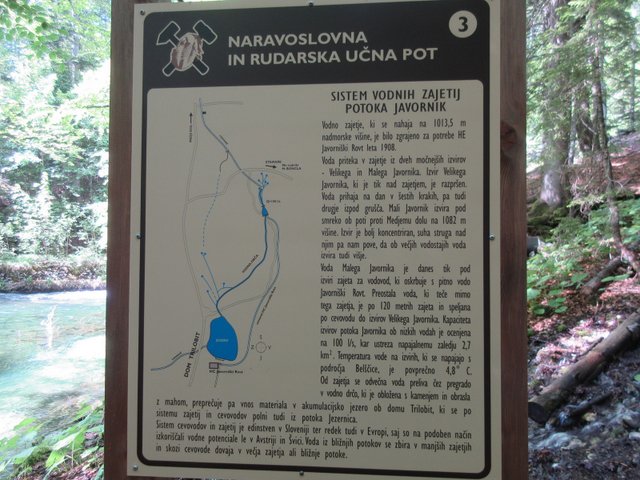 3
NARAVOSLOVNA
IN RUDARSKA UČNA POT
SISTEM VODNIH ZAJETIJ
POTOKA JAVORNIK
Vodno zajetje, ki se nahaja na 1013,5 m
nadmorske višine, je bilo zgrajeno za potrebe HE
Javorniški Rovt leta 1908.
Voda priteka v zajetje iz dveh močnejših izvirov
- Velikega in Malega Javornika. Izvir Velikega
Javornika, ki je tik nad zajetjem, je razpršen.
Voda prihaja na dan v šestih krakih, pa tudi
drugje izpod grušča. Mali Javornik izvira pod
smreko ob poti proti Medjemu dolu na 1082 m
višine. Izvir je bolj koncentriran, suha struga nad
njim pa nam pove, da ob večjih vodostajih voda
izvira tudi višje.
Voda Malega Javornika je danes tik pod
izviri zajeta za vodovod, ki oskrbuje s pitno vodo
Javorniški Rovt. Preostala voda, ki teče mimo
tega zajetja, je po 120 metrih zajeta in speljana
po cevovodu do izvirov Velikega Javornika. Kapaciteta
izvirov potoka Javornika ob nizkih vodah je ocenjena
na 100 l/s, kar ustreza napajalnemu zaledju 2,7
km². Temperatura vode na izvirih, ki se napajajo s
področja Belščice, je povprečno 4,8° C.
Od zajetja se odvečna voda preliva čez pregrado
v vodno drčo, ki je obložena s kamenjem in obrasla
z mahom, preprečuje pa vnos materiala v akumulacijsko jezero ob domu Trilobit, ki se po
sistemu zajetij in cevovodov polni tudi iz potoka Jezernica.
Sistem cevovodov in zajetij je edinstven v Sloveniji ter redek tudi v Evropi, saj so na podoben način
izkoriščali vodne potenciale le v Avstriji in Švici. Voda iz bližnjih potokov se zbira v manjših zajetjih
in skozi cevovode dovaja v večja zajetja ali bližnje potoke.
DOM TRILOBIT
HE Javorniški Rovt